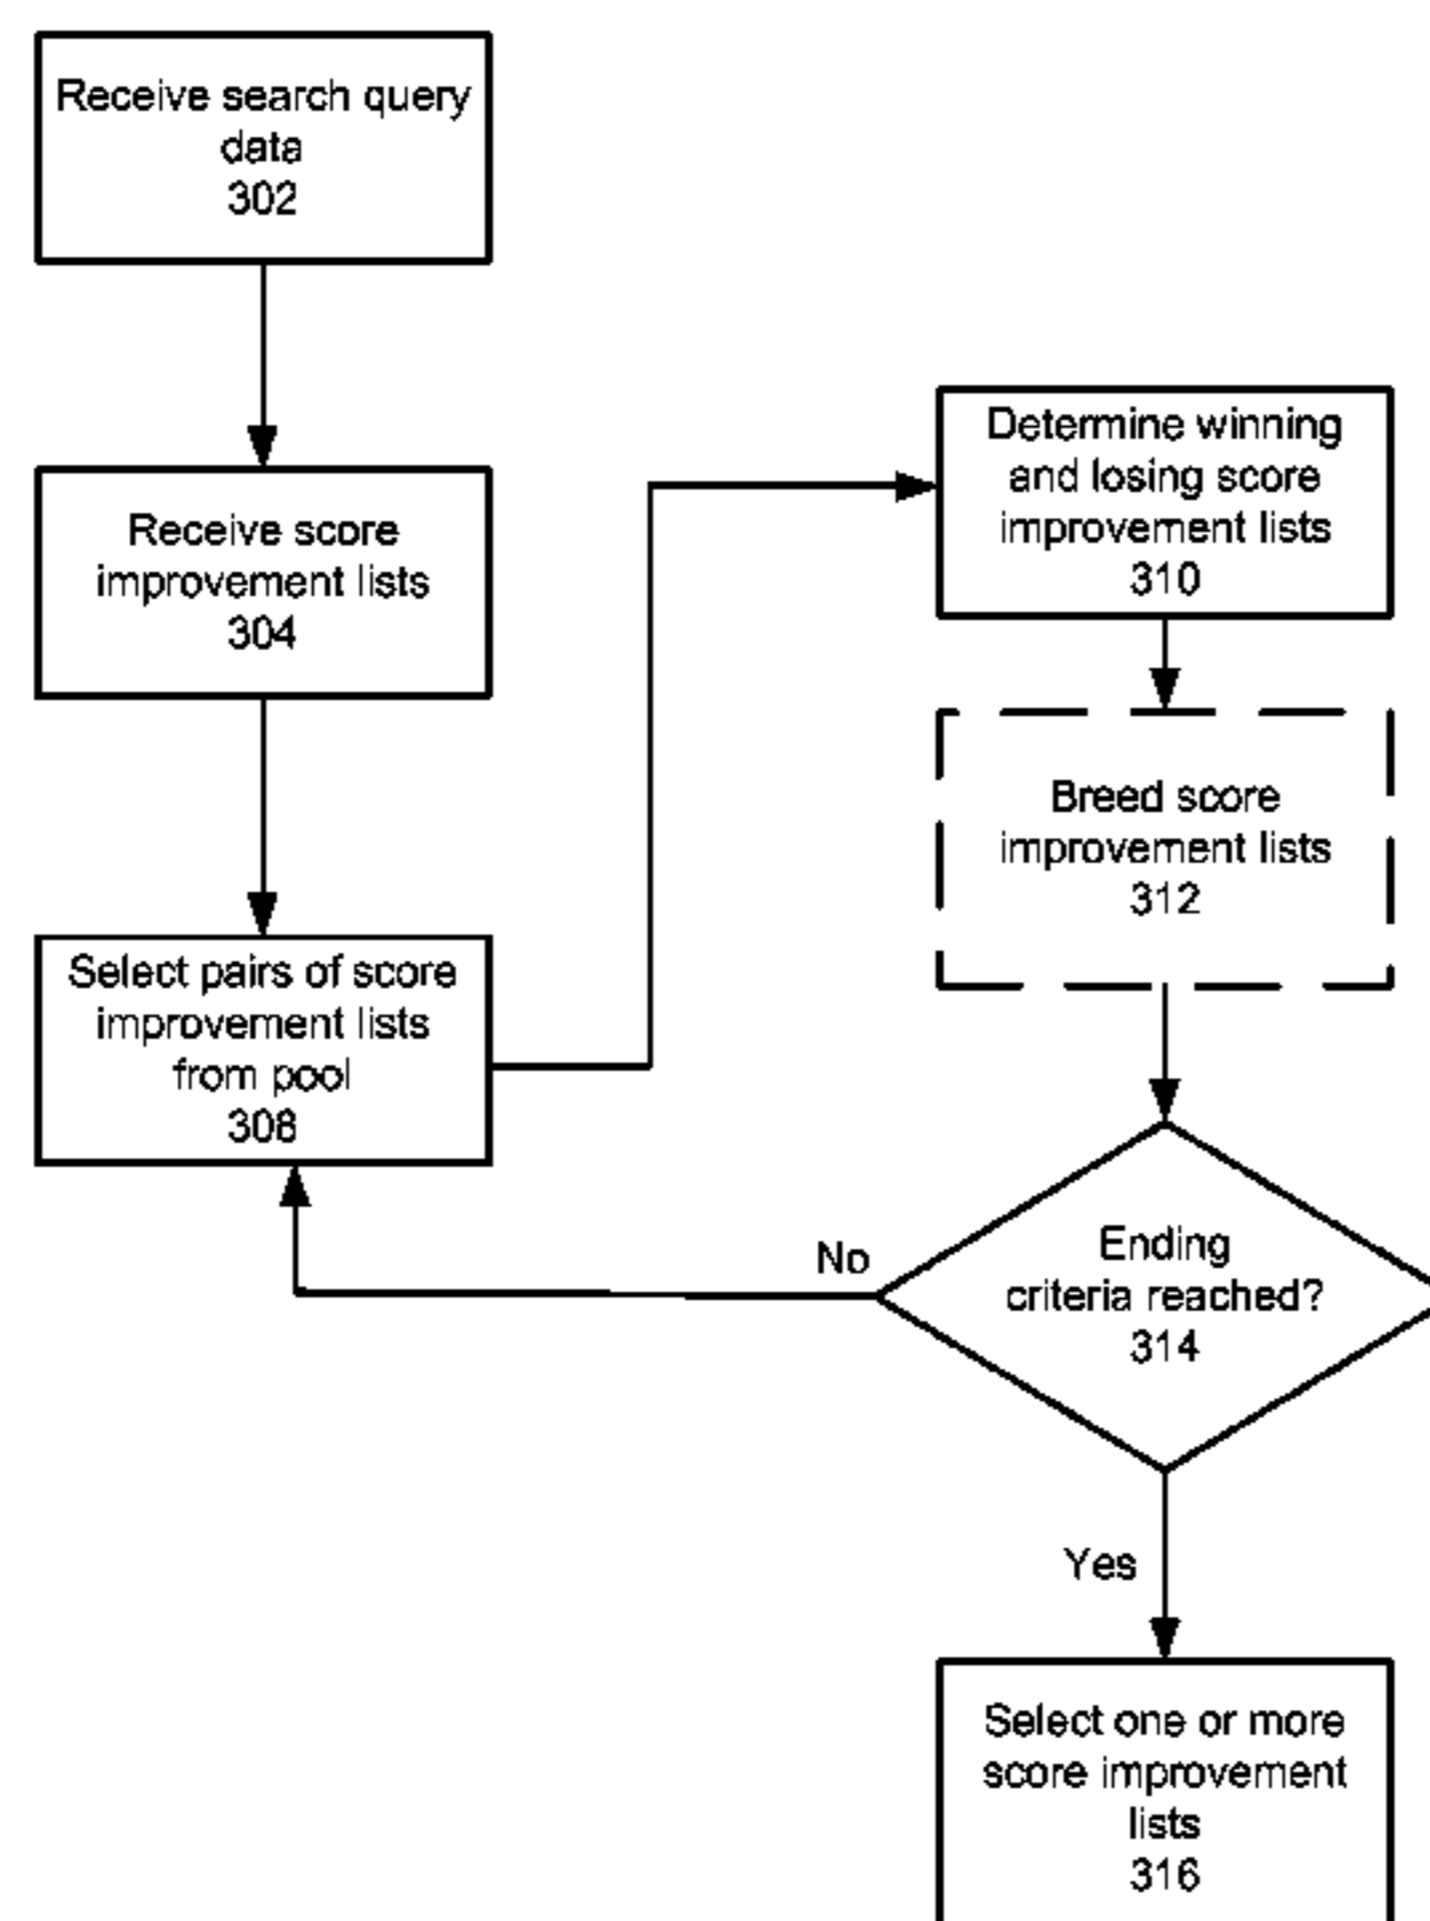 Receive search query
data
302
Receive score
improvement lists
304
Select pairs of score
improvement lists
from pool
308
Determine winning
and losing score
improvement lists
310
Breed score
improvement lists
312
Ending
criteria reached?
314
No
Yes
Select one or more
score improvement
lists
316